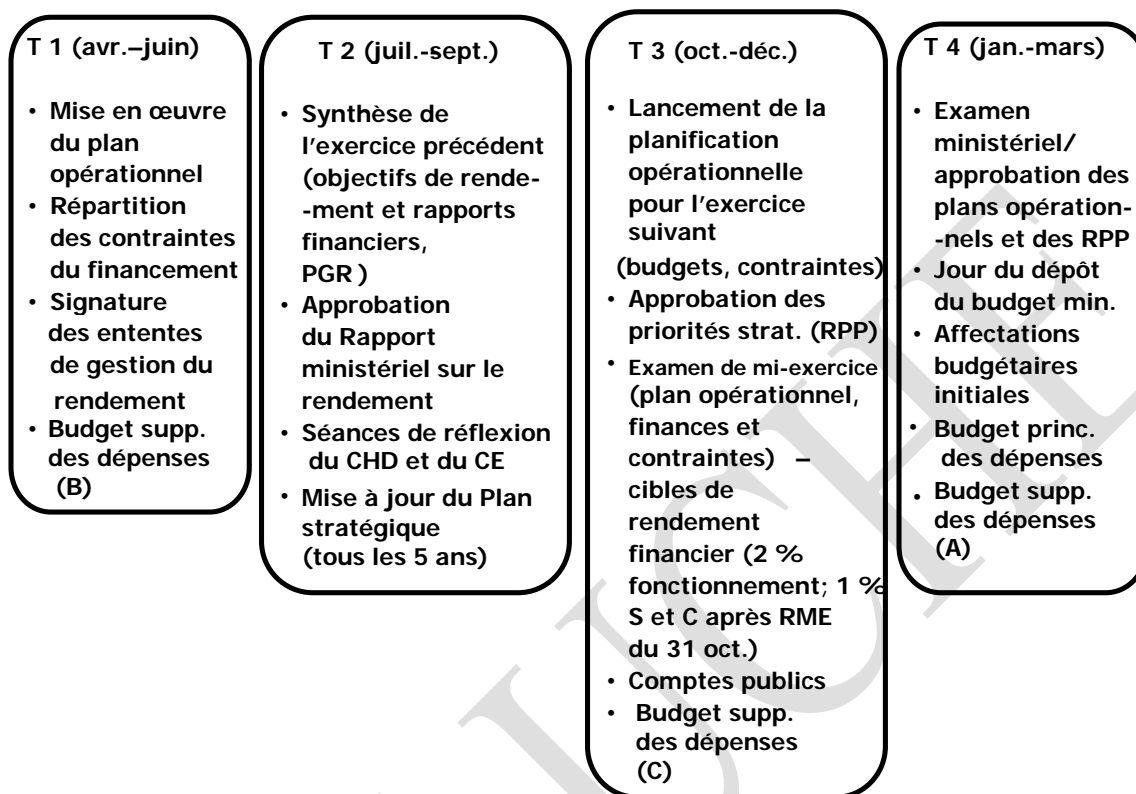 T 1 (avr.–juin)
• Mise en œuvre
du plan
opérationnel
• Répartition
des contraintes
du financement
• Signature
des ententes
de gestion du
rendement
• Budget supp.
des dépenses
(B)
T 2 (juil.-sept.)
• Synthèse de
l'exercice précédent
(objectifs de rende-
-ment et rapports
financiers,
PGR )
• Approbation
du Rapport
ministériel sur le
rendement
• Séances de réflexion
du CHD et du CE
• Mise à jour du Plan
stratégique
(tous les 5 ans)
T 3 (oct.-déc.)
• Lancement de la
planification
opérationnelle
pour l'exercice
suivant
(budgets, contraintes)
• Approbation des
priorités strat. (RPP)
• Examen de mi-exercice
(plan opérationnel,
finances et
contraintes) –
cibles de
rendement
financier (2 %
fonctionnement; 1 %
S et C après RME
du 31 oct.)
• Comptes publics
• Budget supp.
des dépenses
(C)
T 4 (jan.-mars)
• Examen
ministériel/
approbation des
plans opération-
-nels et des RPP
• Jour du dépôt
du budget min.
• Affectations
budgétaires
initiales
• Budget princ.
des dépenses
• Budget supp.
des dépenses
(A)
UCHE